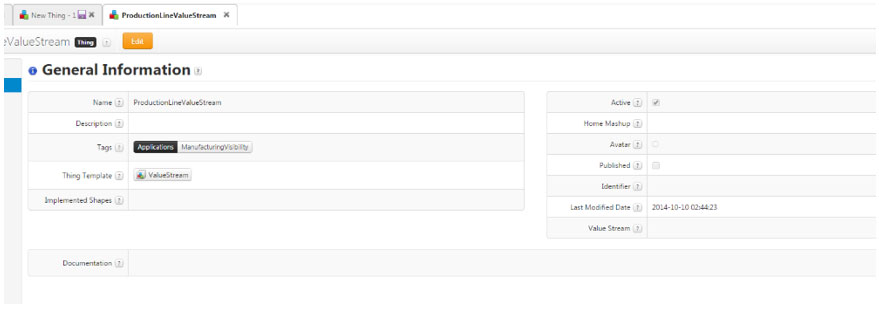 New Thing - 1
ProductionLineValueStream
eValueStream Thing ? Edit
General Information ?
Name ? ProductionLineValueStream
Description ?
Tags ? Applications ManufacturingVisibility
Thing Template ? ValueStream
Implemented Shapes ?
Active ?
Home Mashup ?
Avatar ?
Published ?
Identifier ?
Last Modified Date ? 2014-10-10 02:44:23
Value Stream ?
Documentation ?